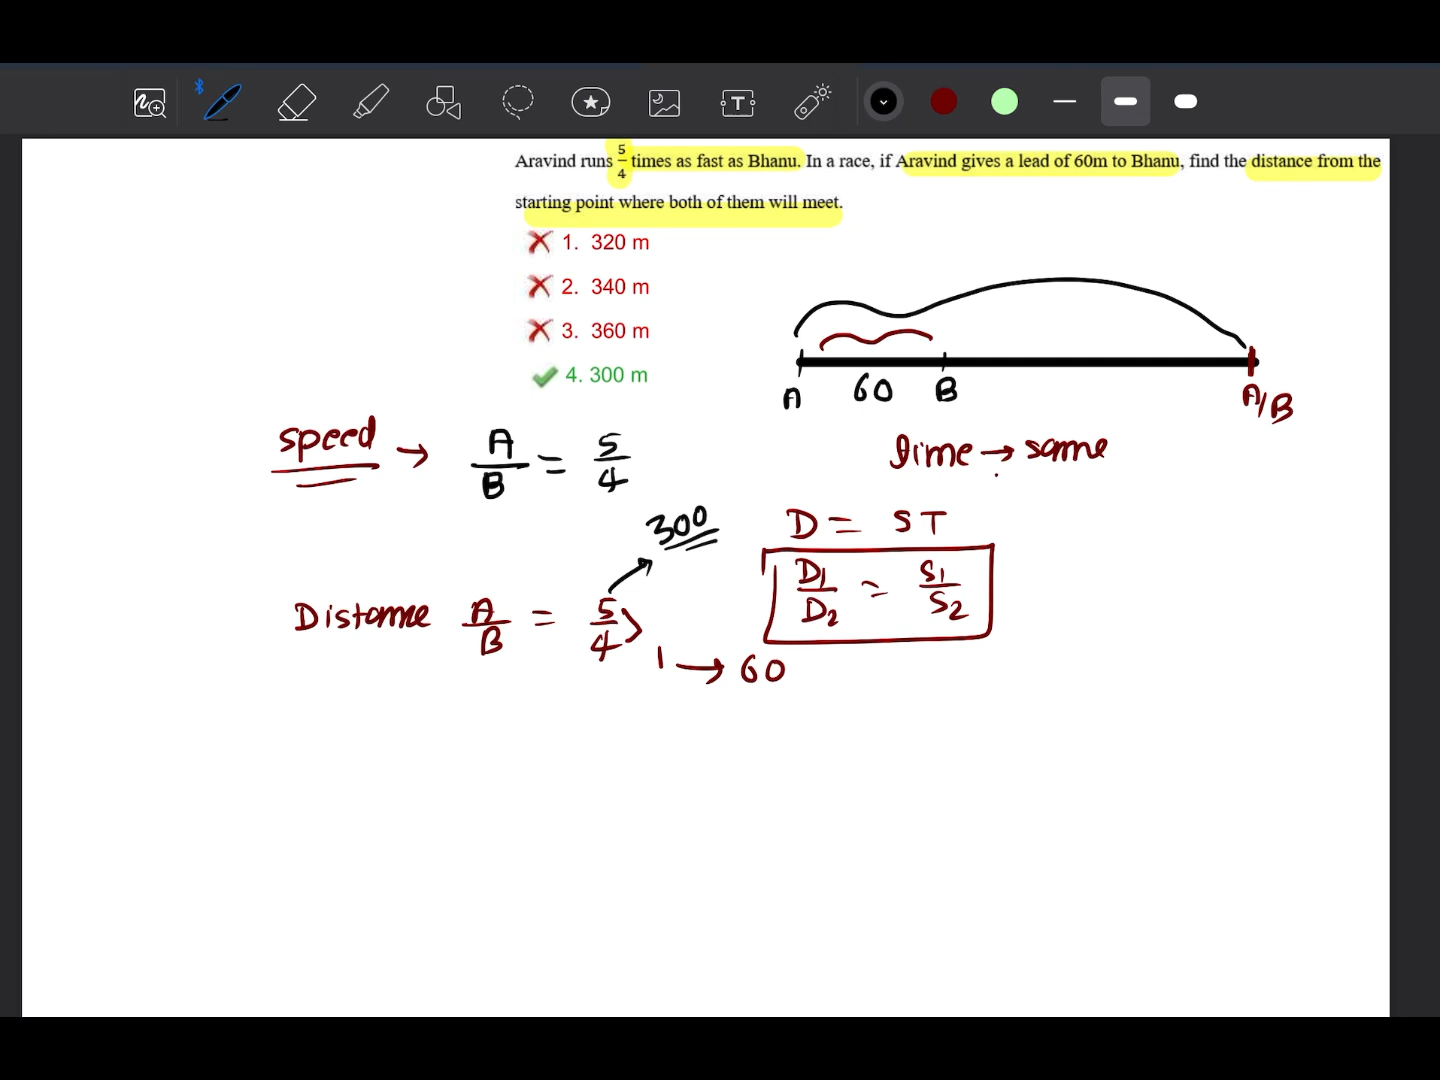 Aravind runs 5/4 times as fast as Bhanu. In a race, if Aravind gives a lead of 60m to Bhanu, find the distance from the
starting point where both of them will meet.
1. 320 m
2. 340 m
3. 360 m
4. 300 m
A 60 B A/B
speed → A/B = 5/4
time → same
300
D = ST
D1/D2 = S1/S2
Distance A/B = 5/4
1 → 60